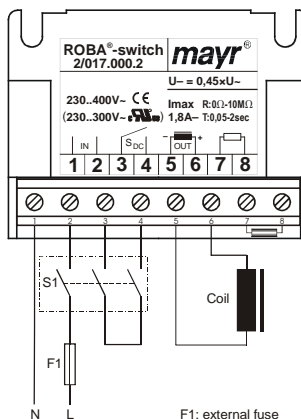 ROBA®-switch
2/017.000.2
mayr®
U– = 0,45×U~
230..400V~ CE
(230..300V~ c RU us)
Imax R:0Ω-10MΩ
1,8A– T:0,05-2sec
IN
SDC
– +
OUT
1 2 3 4 5 6 7 8
1 2 3 4 5 6 7 8
S1
Coil
F1
N L
F1: external fuse